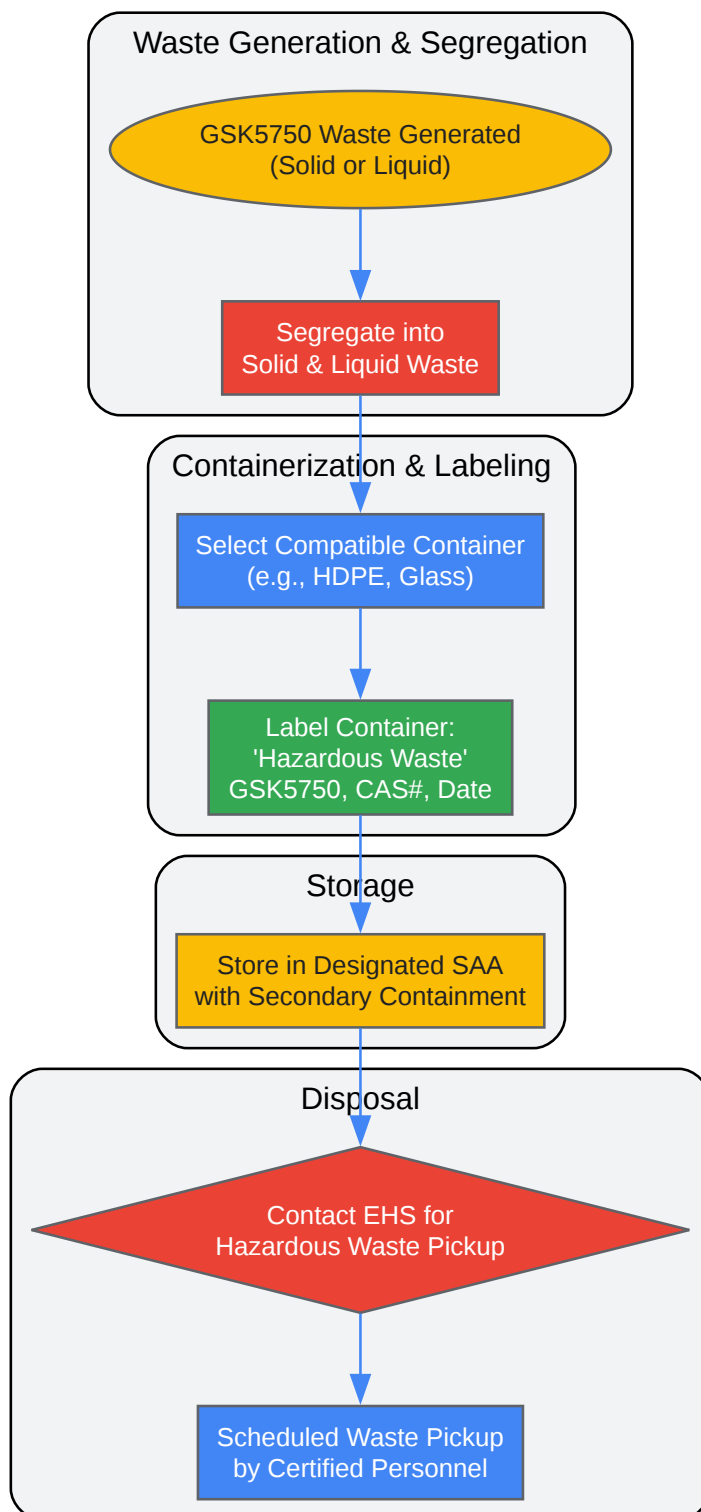 Waste Generation & Segregation
GSK5750 Waste Generated
(Solid or Liquid)
Segregate into
Solid & Liquid Waste
Containerization & Labeling
Select Compatible Container
(e.g., HDPE, Glass)
Label Container:
'Hazardous Waste'
GSK5750, CAS#, Date
Storage
Store in Designated SAA
with Secondary Containment
Disposal
Contact EHS for
Hazardous Waste Pickup
Scheduled Waste Pickup
by Certified Personnel